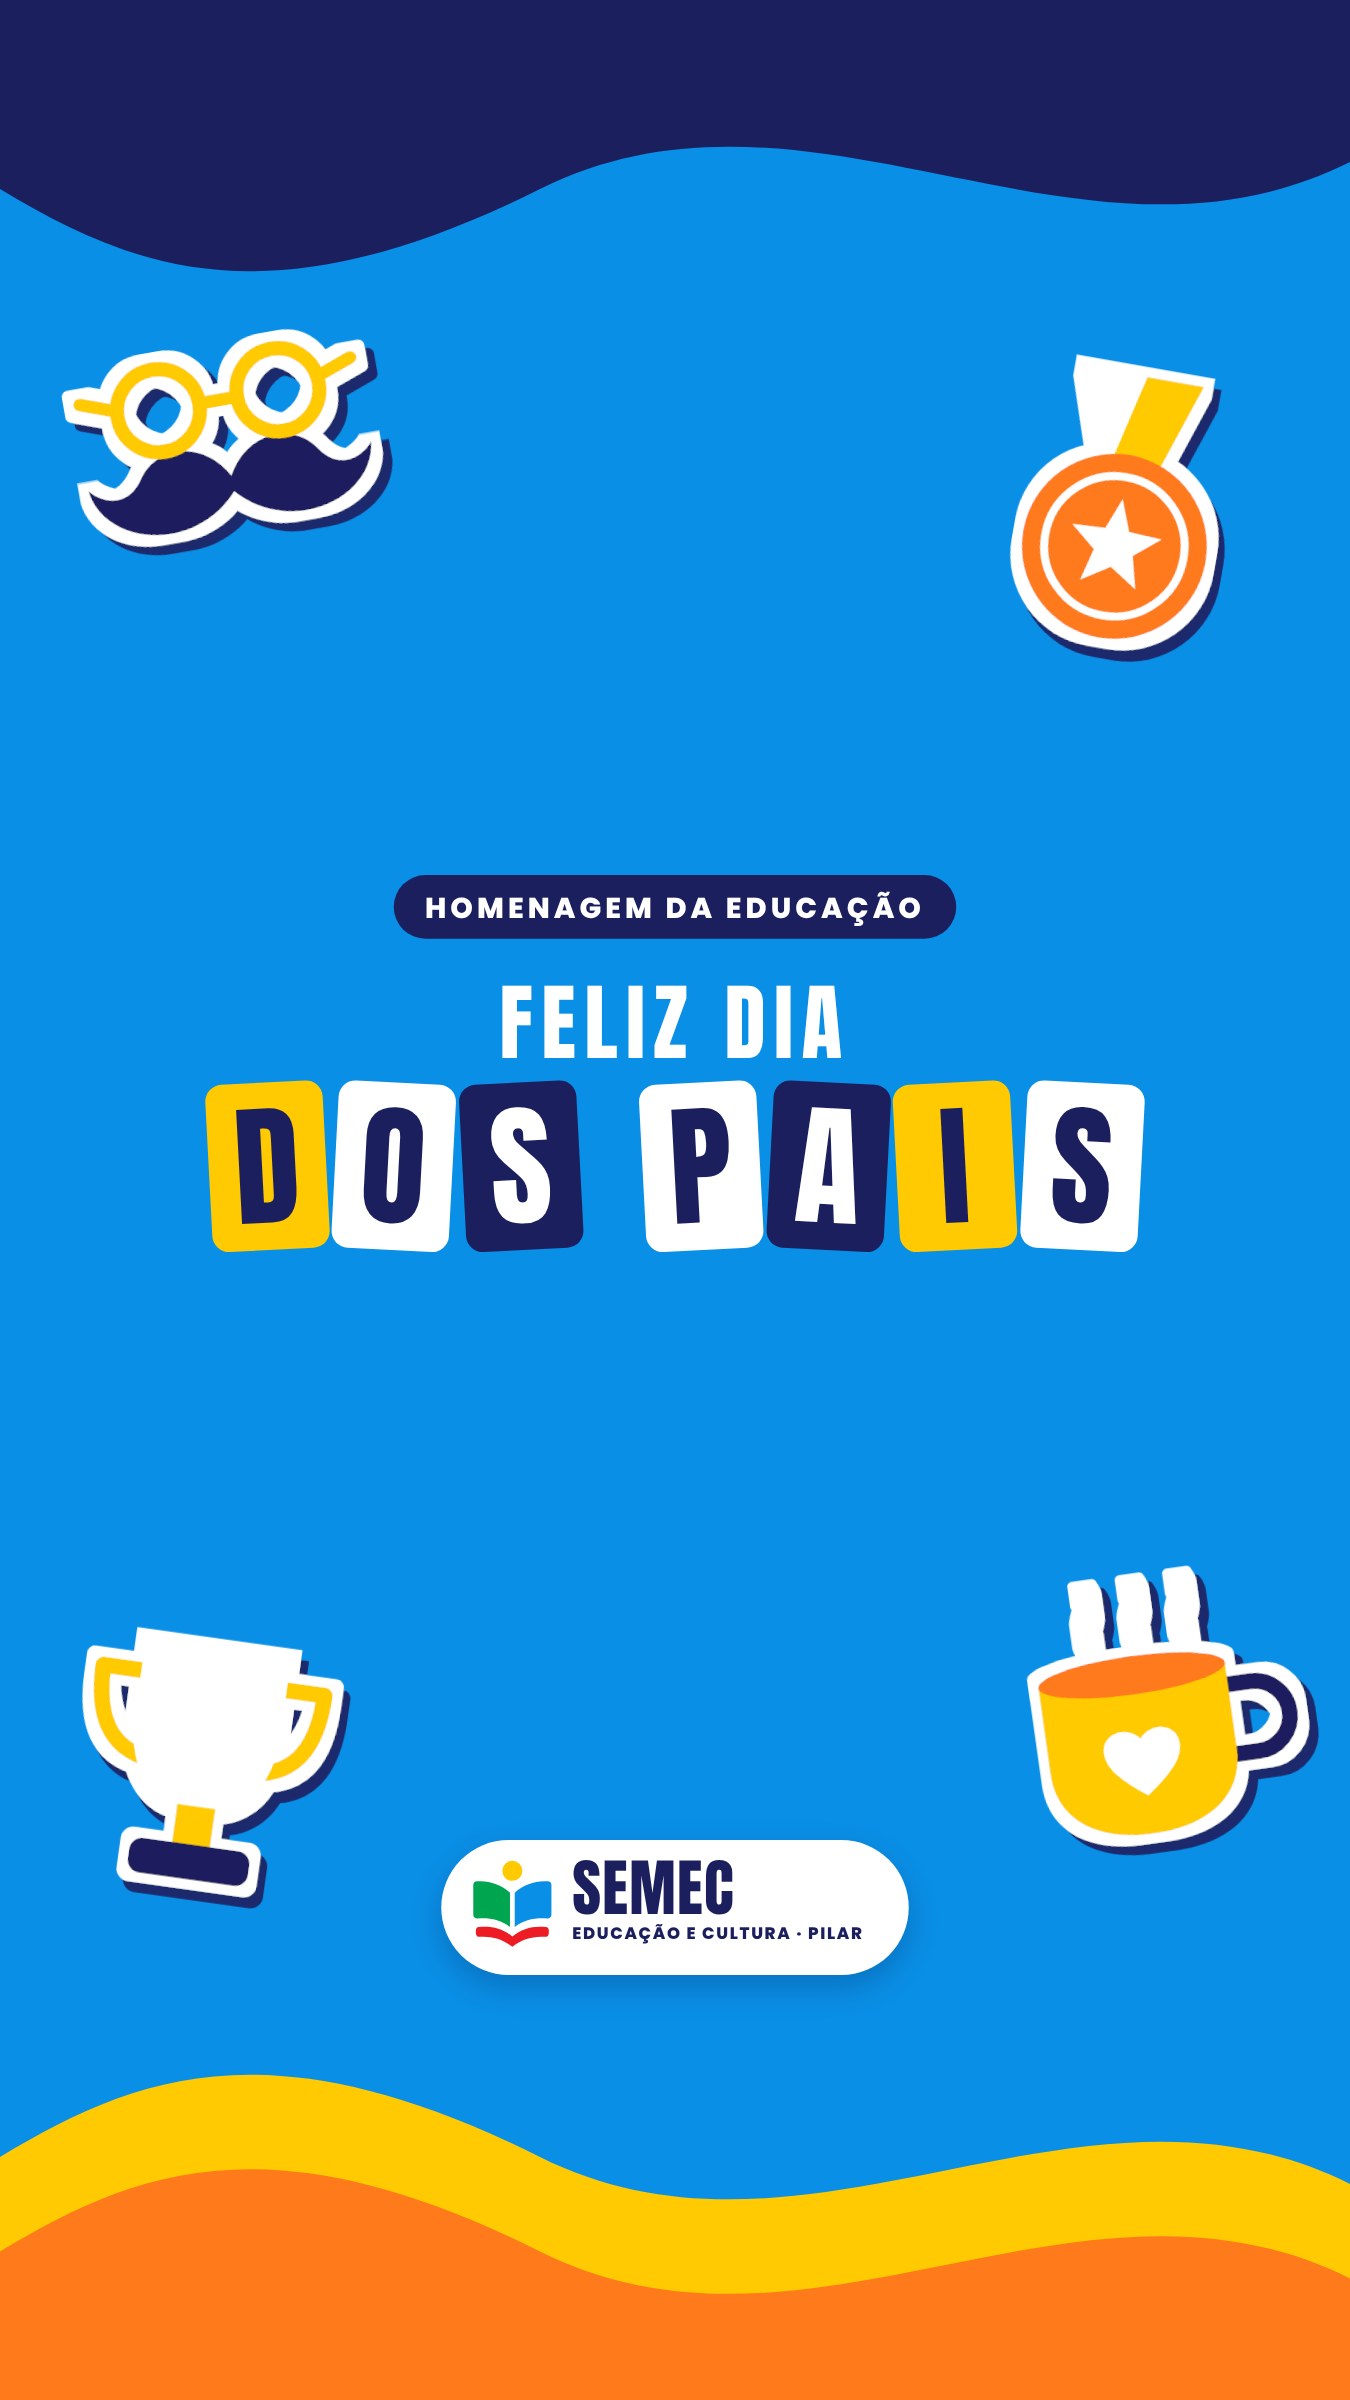 HOMENAGEM DA EDUCAÇÃO
FELIZ DIA
DOS PAIS
SEMEC
EDUCAÇÃO E CULTURA · PILAR